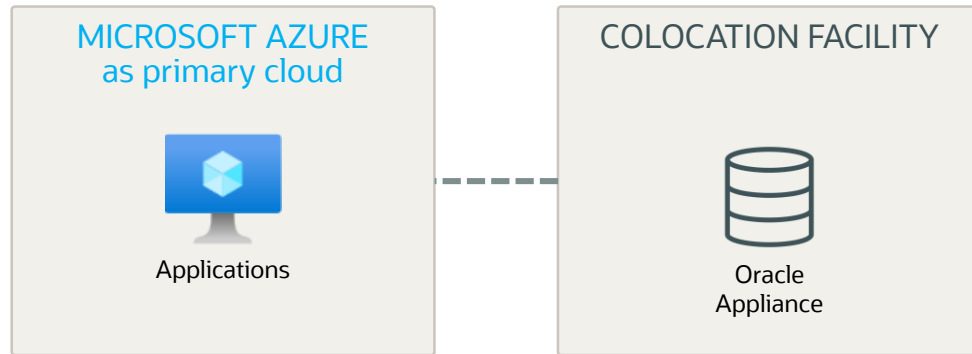 MICROSOFT AZURE
as primary cloud
Applications
COLOCATION FACILITY
Oracle
Appliance